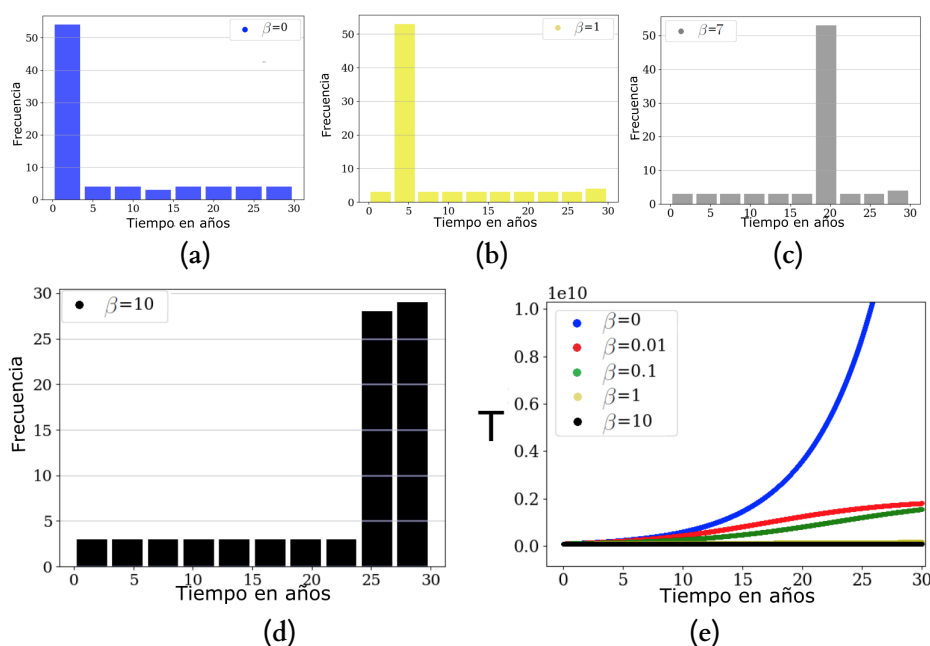 β=0
50
40
30
20
10
0
Frecuencia
0 5 10 15 20 25 30
Tiempo en años
(a)
β=1
50
40
30
20
10
0
Frecuencia
0 5 10 15 20 25 30
Tiempo en años
(b)
β=7
50
40
30
20
10
0
Frecuencia
0 5 10 15 20 25 30
Tiempo en años
(c)
β=10
30
25
20
15
10
5
0
Frecuencia
0 5 10 15 20 25 30
Tiempo en años
(d)
1e10
1.0
0.8
0.6
0.4
0.2
0.0
T
β=0
β=0.01
β=0.1
β=1
β=10
0 5 10 15 20 25 30
Tiempo en años
(e)